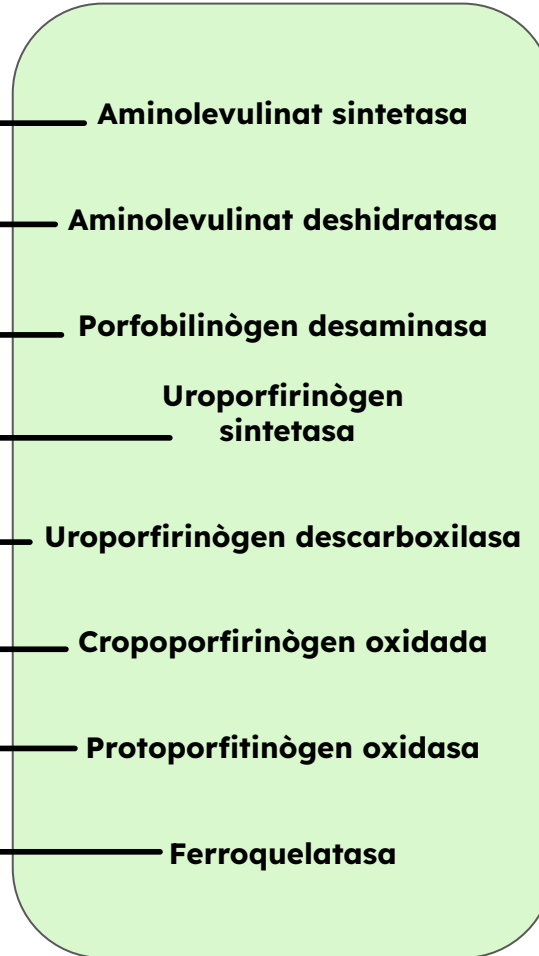 Aminolevulinat sintetasa
Aminolevulinat deshidratasa
Porfobilinògen desaminasa
Uroporfirinògen
sintetasa
Uroporfirinògen descarboxilasa
Cropoporfirinògen oxidada
Protoporfitinògen oxidasa
Ferroquelatasa